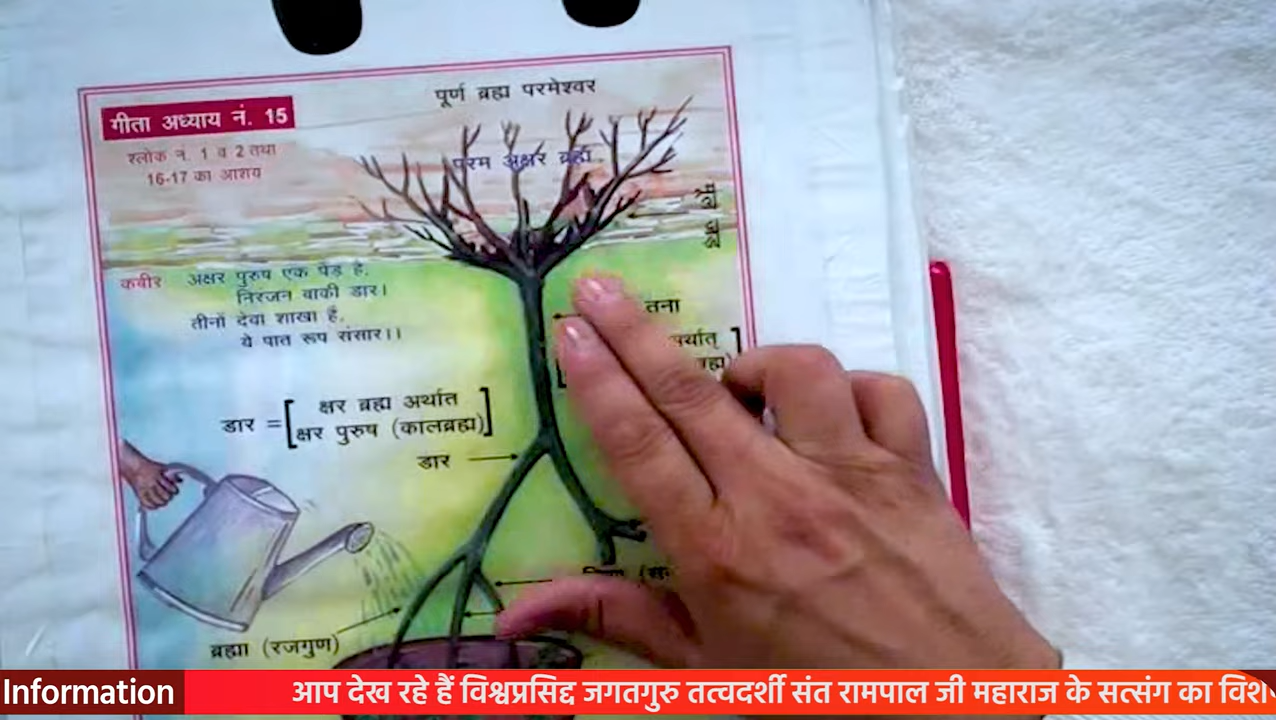 पूर्ण ब्रह्म परमेश्वर
गीता अध्याय नं. 15
श्लोक नं. 1 व 2 तथा
16-17 का आशय
परम अक्षर ब्रह्म
मूल जड़
कबीर अक्षर पुरुष एक पेड़ है,
निरंजन वाकी डार।
तीनों देवा शाखा हैं,
ये पात रूप संसार।।
तना
अर्थात्
डार = [क्षर ब्रह्म अर्थात
क्षर पुरुष (कालब्रह्म)]
डार
ब्रह्मा (रजगुण)
Information
आप देख रहे हैं विश्वप्रसिद्द जगतगुरु तत्वदर्शी संत रामपाल जी महाराज के सत्संग का